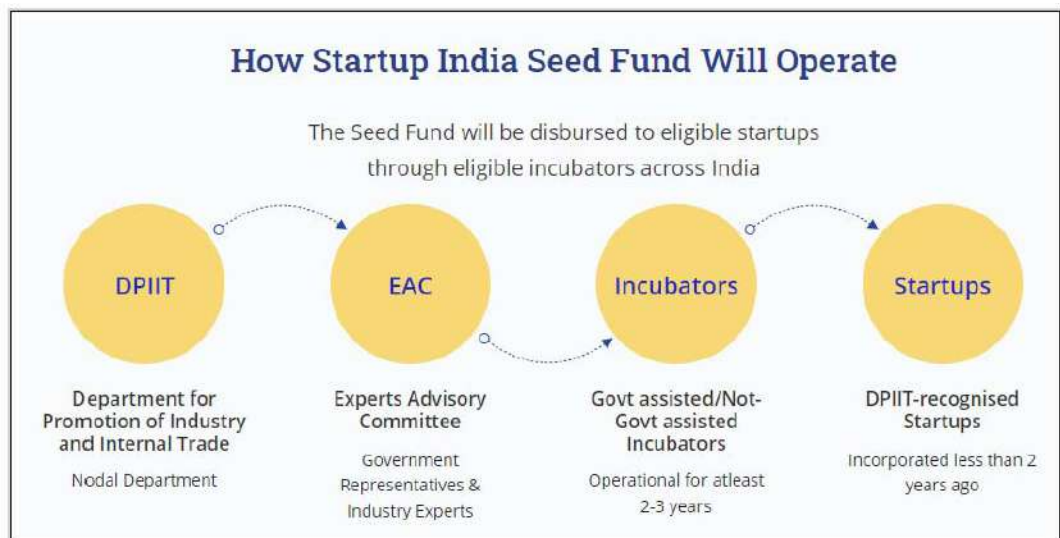 How Startup India Seed Fund Will Operate
The Seed Fund will be disbursed to eligible startups
through eligible incubators across India
DPIIT
EAC
Incubators
Startups
Department for
Promotion of Industry
and Internal Trade
Nodal Department
Experts Advisory
Committee
Government
Representatives &
Industry Experts
Govt assisted/Not-
Govt assisted
Incubators
Operational for atleast
2-3 years
DPIIT-recognised
Startups
Incorporated less than 2
years ago